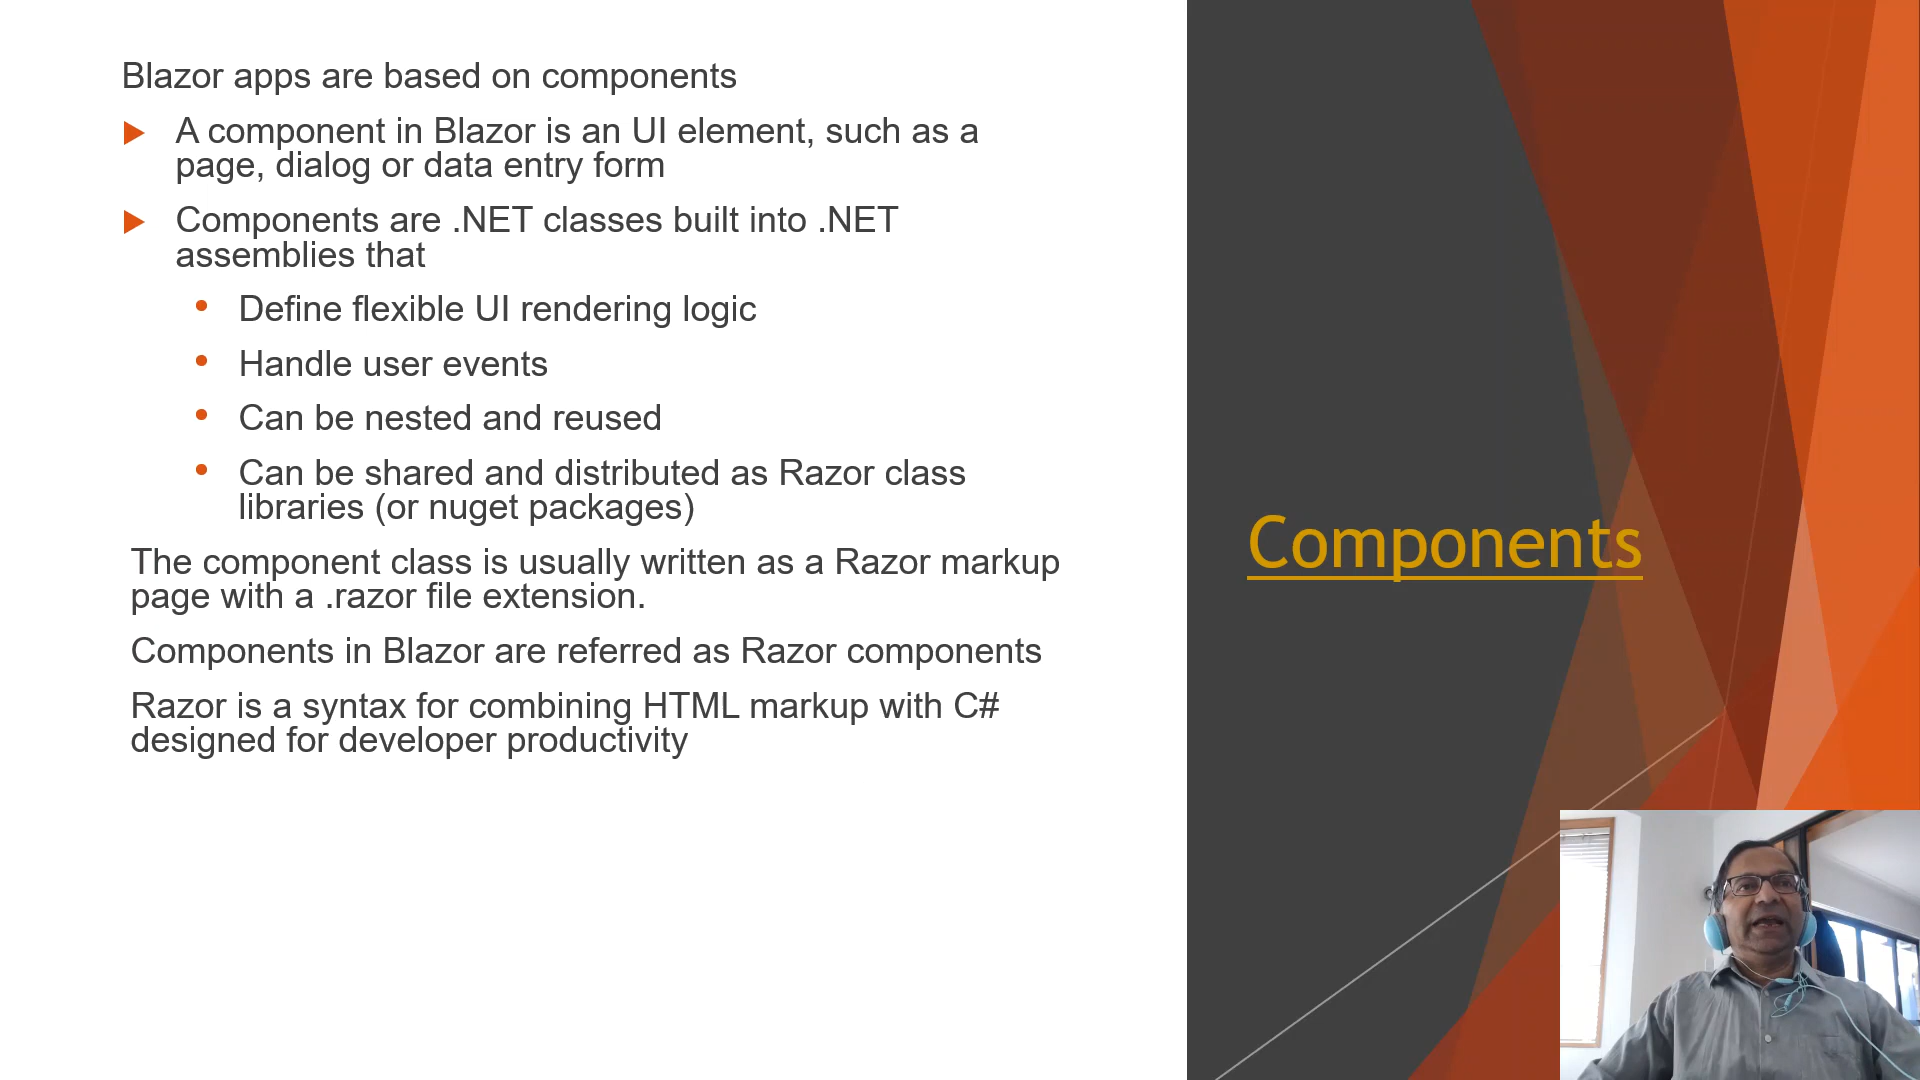 Blazor apps are based on components
A component in Blazor is an UI element, such as a
page, dialog or data entry form
Components are .NET classes built into .NET
assemblies that
Define flexible UI rendering logic
Handle user events
Can be nested and reused
Can be shared and distributed as Razor class
libraries (or nuget packages)
The component class is usually written as a Razor markup
page with a .razor file extension.
Components in Blazor are referred as Razor components
Razor is a syntax for combining HTML markup with C#
designed for developer productivity
Components